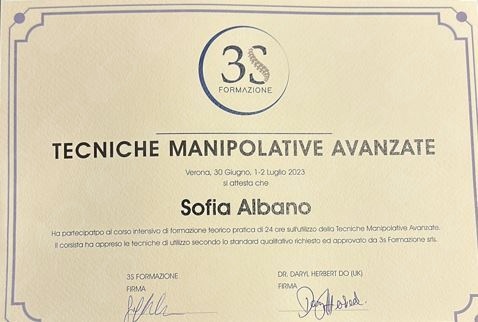 3S
FORMAZIONE
TECNICHE MANIPOLATIVE AVANZATE
Verona, 30 Giugno, 1-2 Luglio 2023
si attesta che
Sofia Albano
Ha partecipatpo al corso intensivo di formazione teorico pratica di 24 ore sull'utilizzo della Tecniche Manipolative Avanzate.
Il corsista ha appreso le tecniche di utilizzo secondo lo standard qualitativo richiesto ed approvato da 3s Formazione srls.
3S FORMAZIONE
FIRMA
DR. DARYL HERBERT DO (UK)
FIRMA